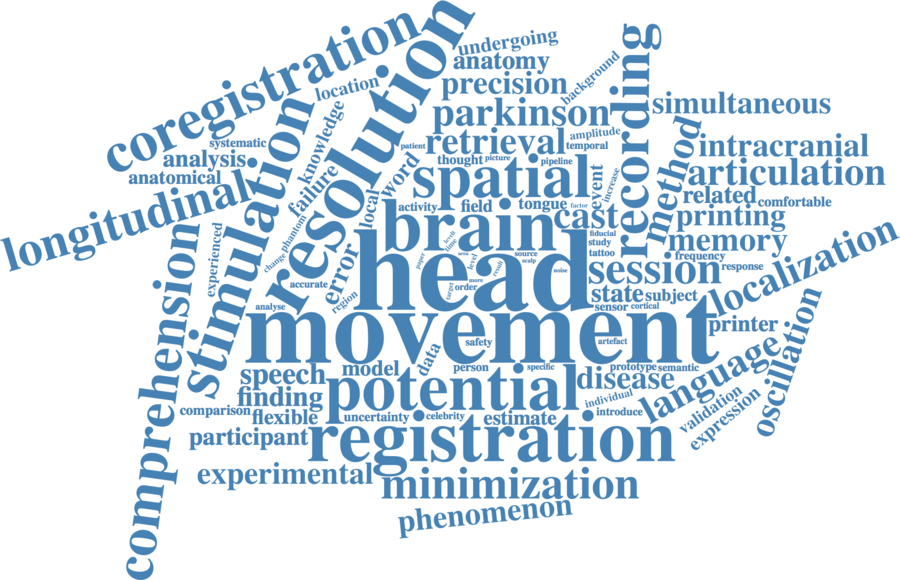 coregistration
resolution
undergoing
anatomy
background
location
precision
recording
parkinson
simultaneous
systematic
knowledge
retrieval
amplitude
temporal
method
intracranial
analysis
patient
thought
picture
pipeline
anatomical
failure
word
spatial
event
increase
articulation
longitudinal
stimulation
local
activity
field
tongue
factor
cast
related
comfortable
experienced
phantom
change
brain
fiducial
study
tattoo
printing
memory
comprehension
error
head
level
time
seed
source
scalp
paper
level
result
noise
session
frequency
response
localization
accurate
region
target
more
order
state
subject
sensor
cortical
analyse
movement
printer
safety
artefact
data
speech
model
person
specific
prototype
semantic
disease
language
oscillation
finding
potential
individual
introduce
validation
expression
comparison
flexible
uncertainty
celebrity
estimate
participant
registration
experimental
minimization
phenomenon